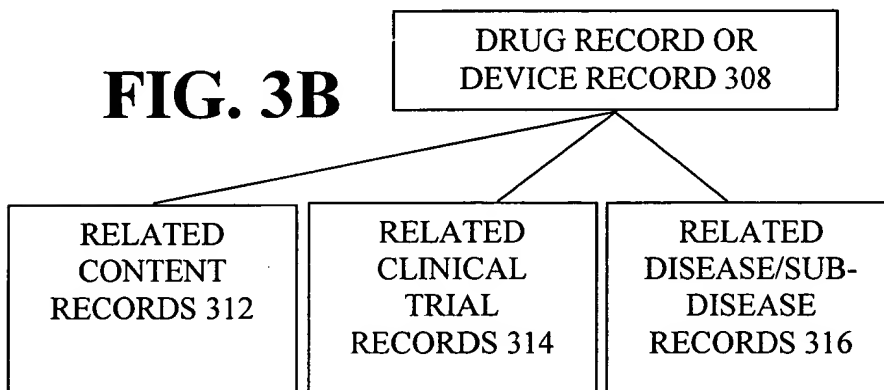 FIG. 3B
DRUG RECORD OR
DEVICE RECORD 308
RELATED
CONTENT
RECORDS 312
RELATED
CLINICAL
TRIAL
RECORDS 314
RELATED
DISEASE/SUB-
DISEASE
RECORDS 316